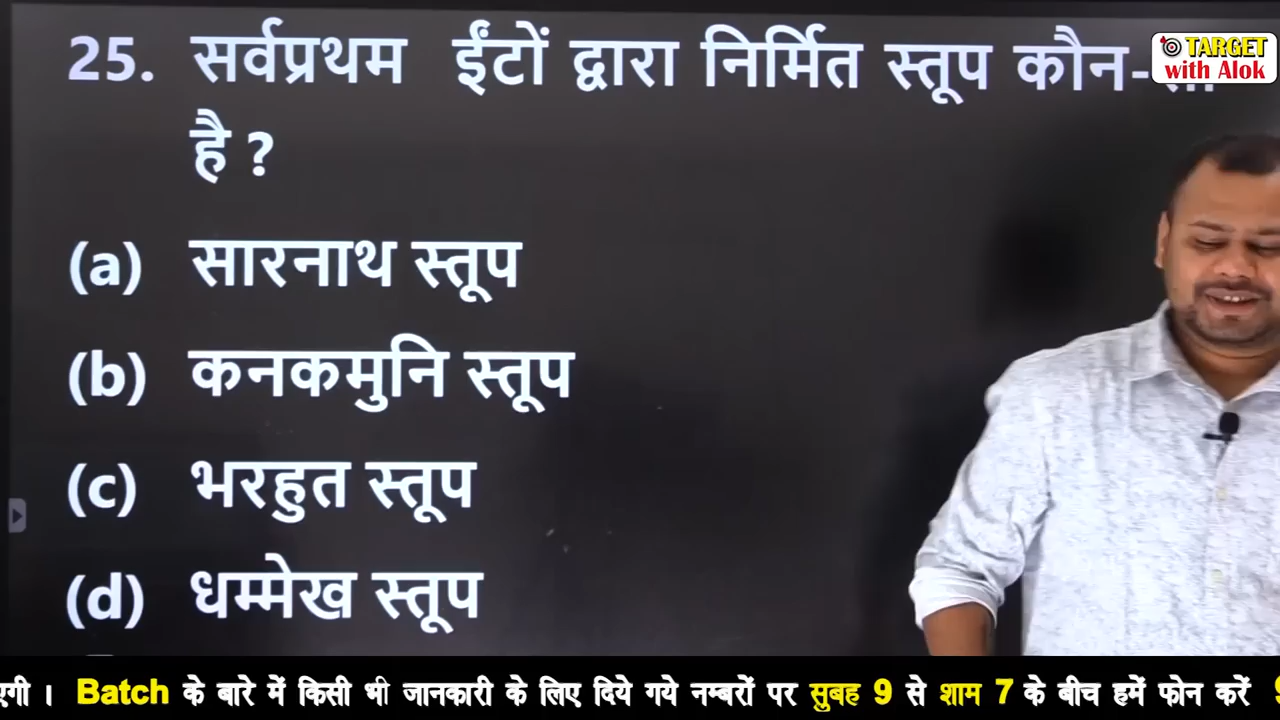 25. सर्वप्रथम ईंटों द्वारा निर्मित स्तूप कौन-
है ?
(a) सारनाथ स्तूप
(b) कनकमुनि स्तूप
(c) भरहुत स्तूप
(d) धम्मेख स्तूप
TARGET
with Alok
एगी । Batch के बारे में किसी भी जानकारी के लिए दिये गये नम्बरों पर सुबह 9 से शाम 7 के बीच हमें फोन करें